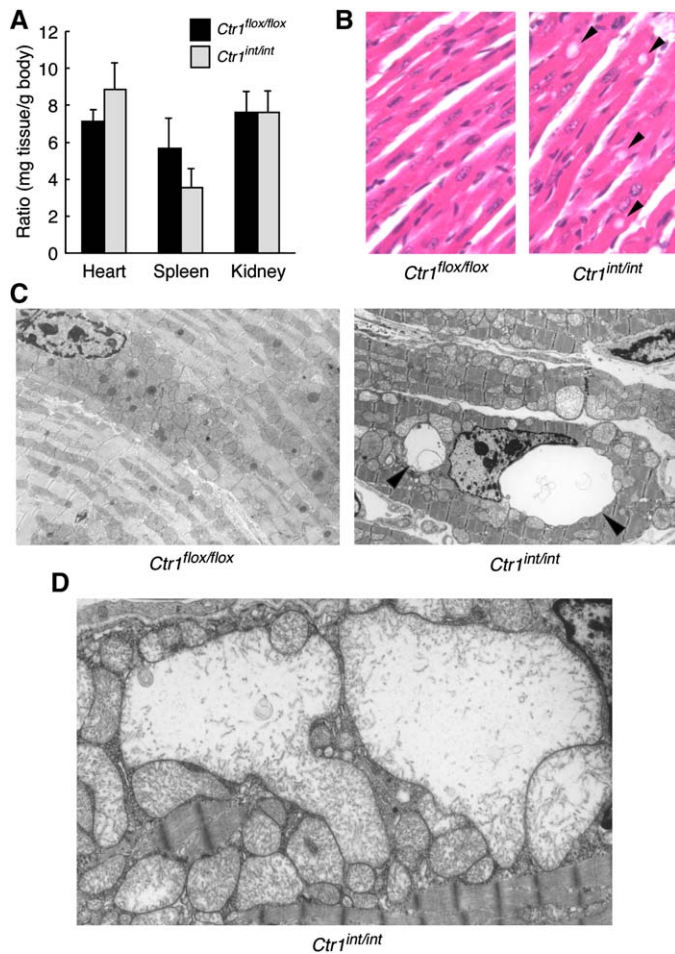 A
Ctr1flox/flox
Ctr1int/int
Ratio (mg tissue/g body)
12
10
8
6
4
2
0
Heart Spleen Kidney
B
Ctr1flox/flox Ctr1int/int
C
Ctr1flox/flox Ctr1int/int
D
Ctr1int/int